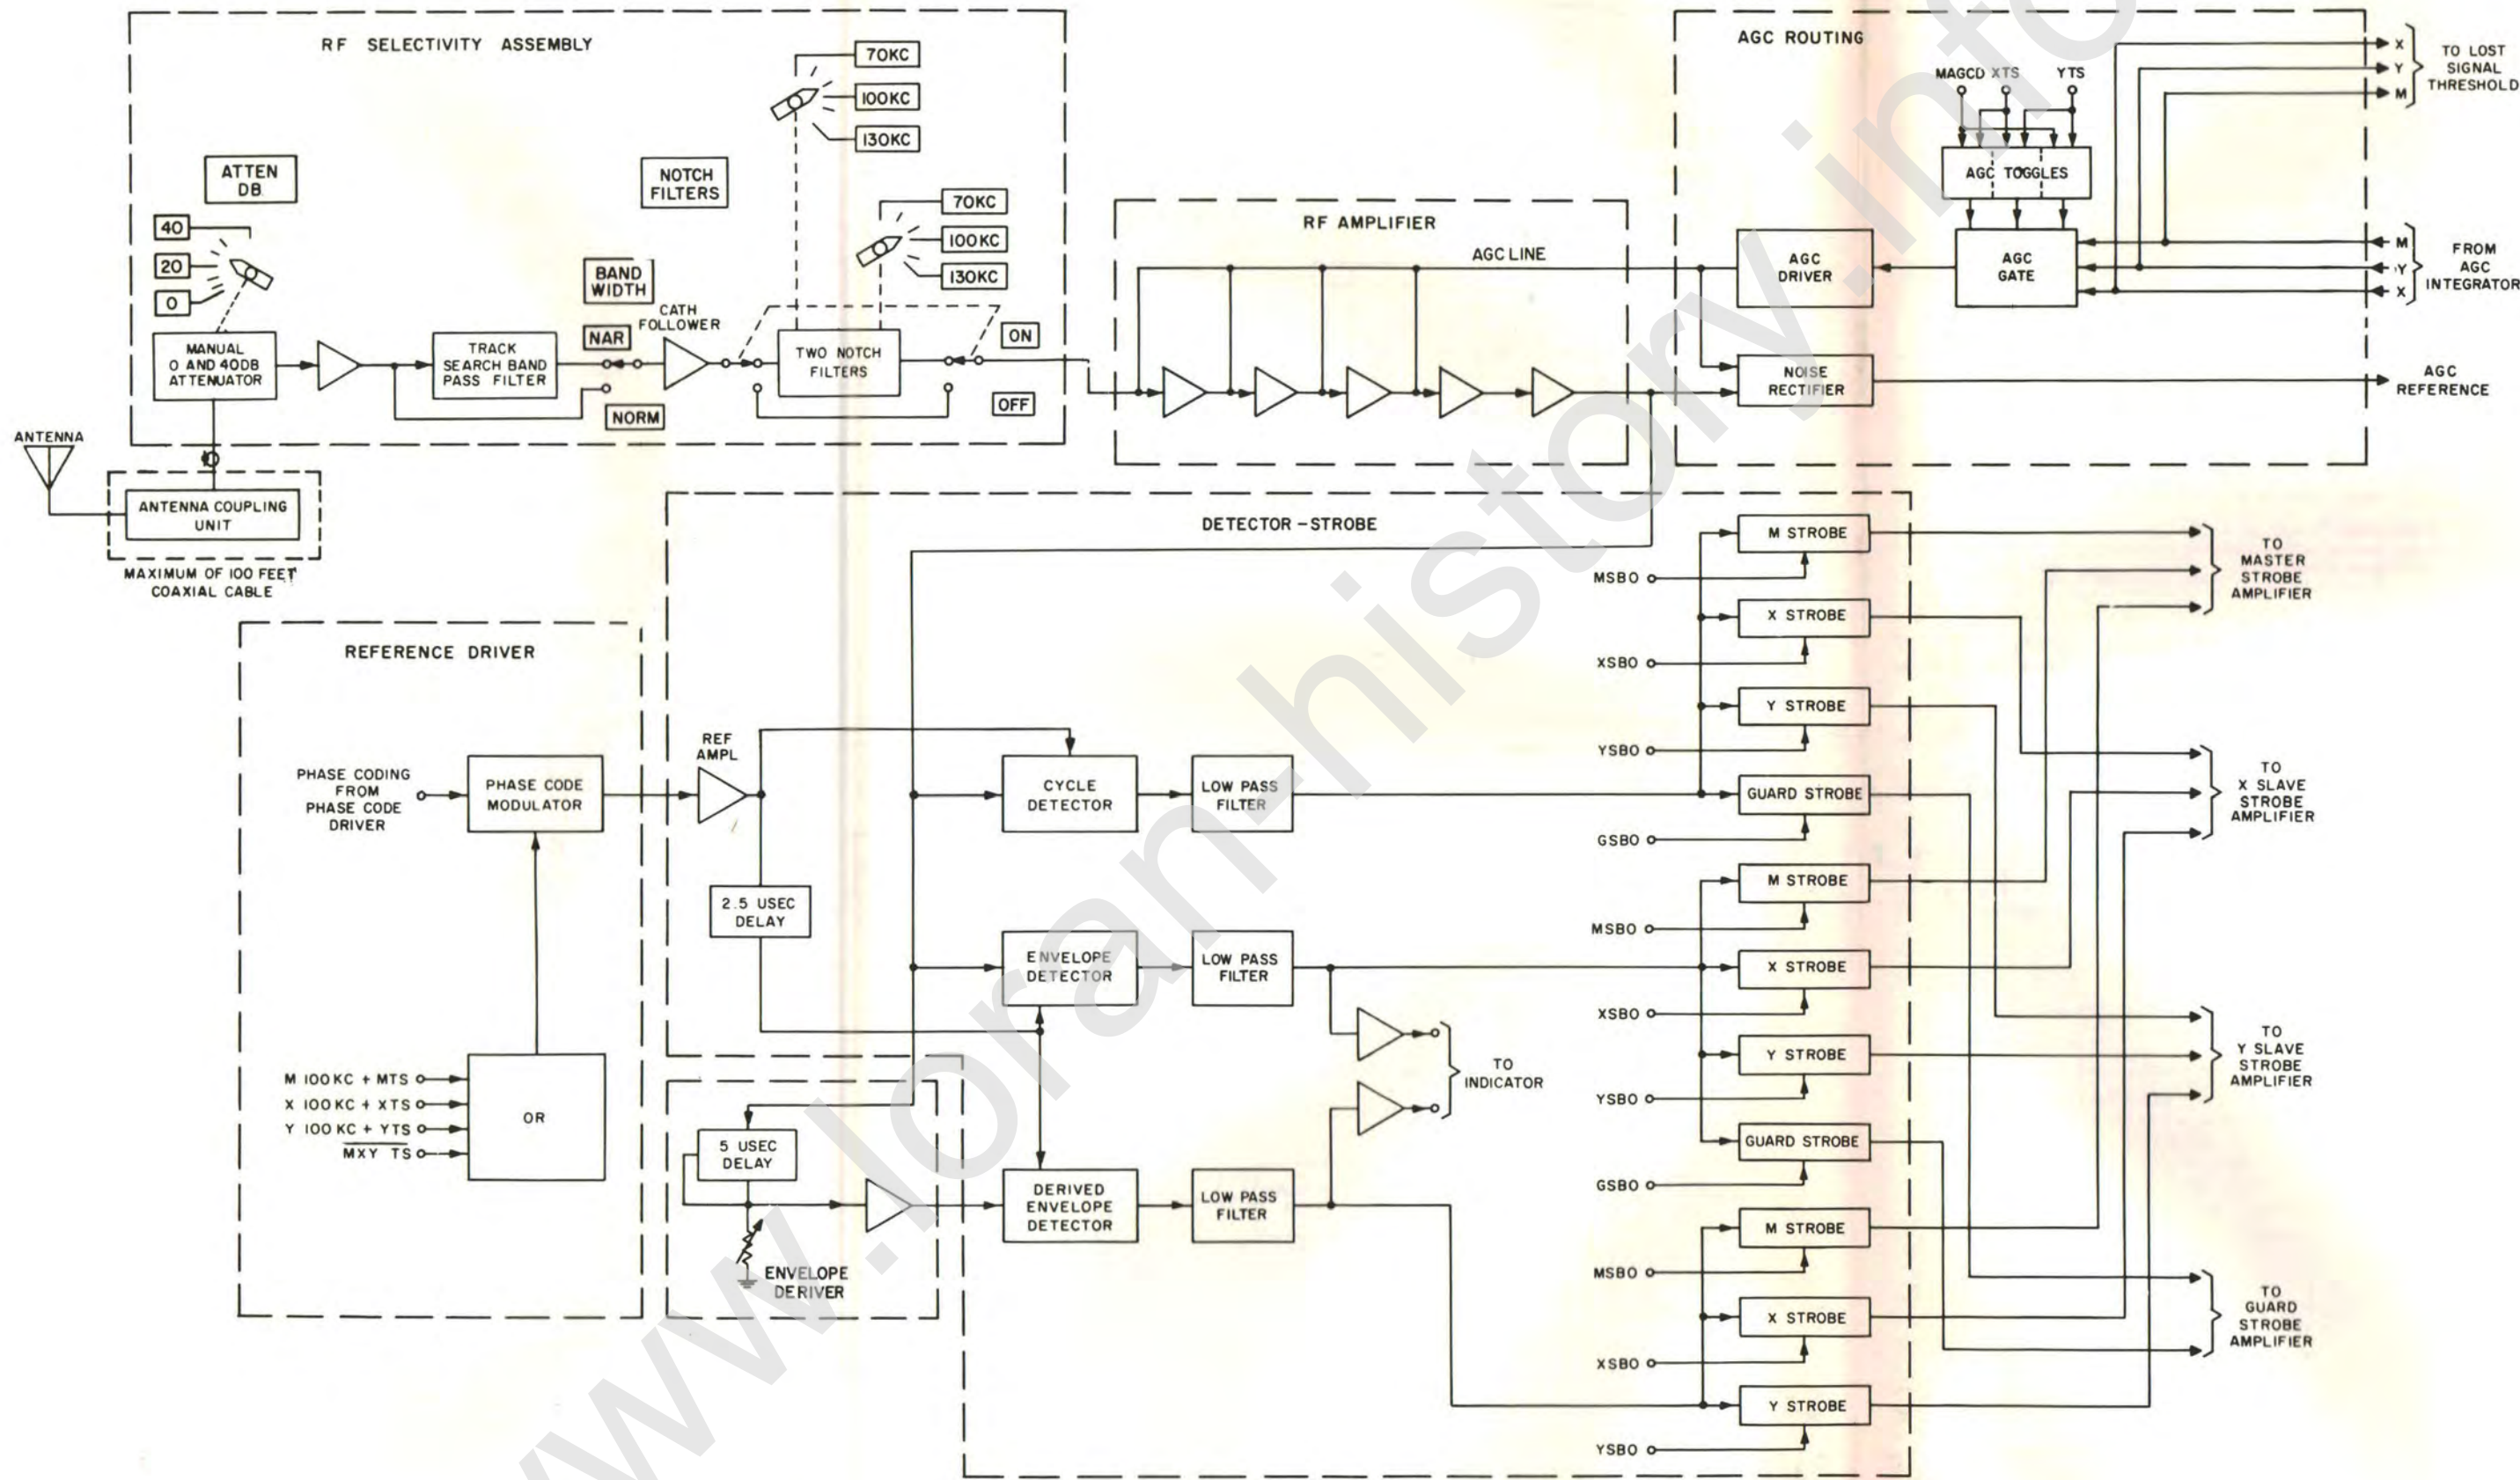 RF SELECTIVITY ASSEMBLY
ATTEN
DB
40
20
0
NOTCH
FILTERS
70KC
100KC
130KC
70KC
100KC
130KC
BAND
WIDTH
NAR
NORM
CATH
FOLLOWER
ON
OFF
MANUAL
0 AND 40DB
ATTENUATOR
TRACK
SEARCH BAND
PASS FILTER
TWO NOTCH
FILTERS
ANTENNA
ANTENNA COUPLING
UNIT
MAXIMUM OF 100 FEET
COAXIAL CABLE
RF AMPLIFIER
AGC LINE
AGC ROUTING
MAGCD XTS YTS
AGC TOGGLES
AGC
DRIVER
AGC
GATE
NOISE
RECTIFIER
X
Y
M
TO LOST
SIGNAL
THRESHOLD
M
Y
X
FROM
AGC
INTEGRATOR
AGC
REFERENCE
REFERENCE DRIVER
PHASE CODING
FROM
PHASE CODE
DRIVER
PHASE CODE
MODULATOR
M 100KC + MTS
X 100KC + XTS
Y 100KC + YTS
MXY TS
OR
DETECTOR-STROBE
REF
AMPL
2.5 USEC
DELAY
CYCLE
DETECTOR
LOW PASS
FILTER
ENVELOPE
DETECTOR
LOW PASS
FILTER
5 USEC
DELAY
ENVELOPE
DERIVER
DERIVED
ENVELOPE
DETECTOR
LOW PASS
FILTER
TO
INDICATOR
M STROBE
MSBO
X STROBE
XSBO
Y STROBE
YSBO
GUARD STROBE
GSBO
M STROBE
MSBO
X STROBE
XSBO
Y STROBE
YSBO
GUARD STROBE
GSBO
M STROBE
MSBO
X STROBE
XSBO
Y STROBE
YSBO
TO
MASTER
STROBE
AMPLIFIER
TO
X SLAVE
STROBE
AMPLIFIER
TO
Y SLAVE
STROBE
AMPLIFIER
TO
GUARD
STROBE
AMPLIFIER
www.loran-history.info